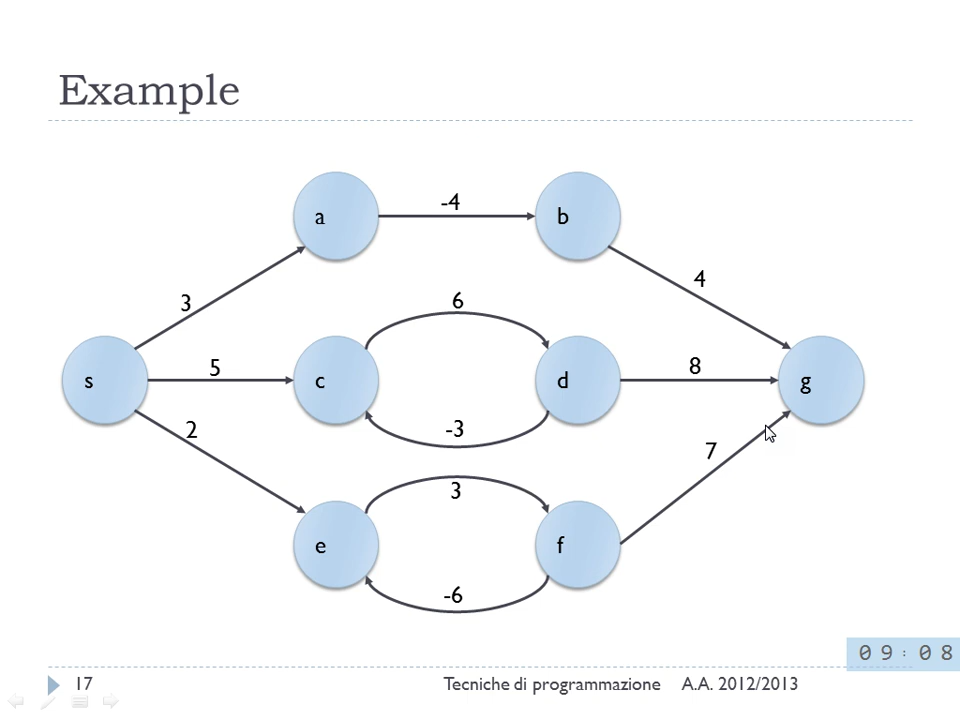 Example
a
-4
b
3
4
6
s
5
c
d
8
g
2
-3
7
3
e
f
-6
09:08
17
Tecniche di programmazione A.A. 2012/2013